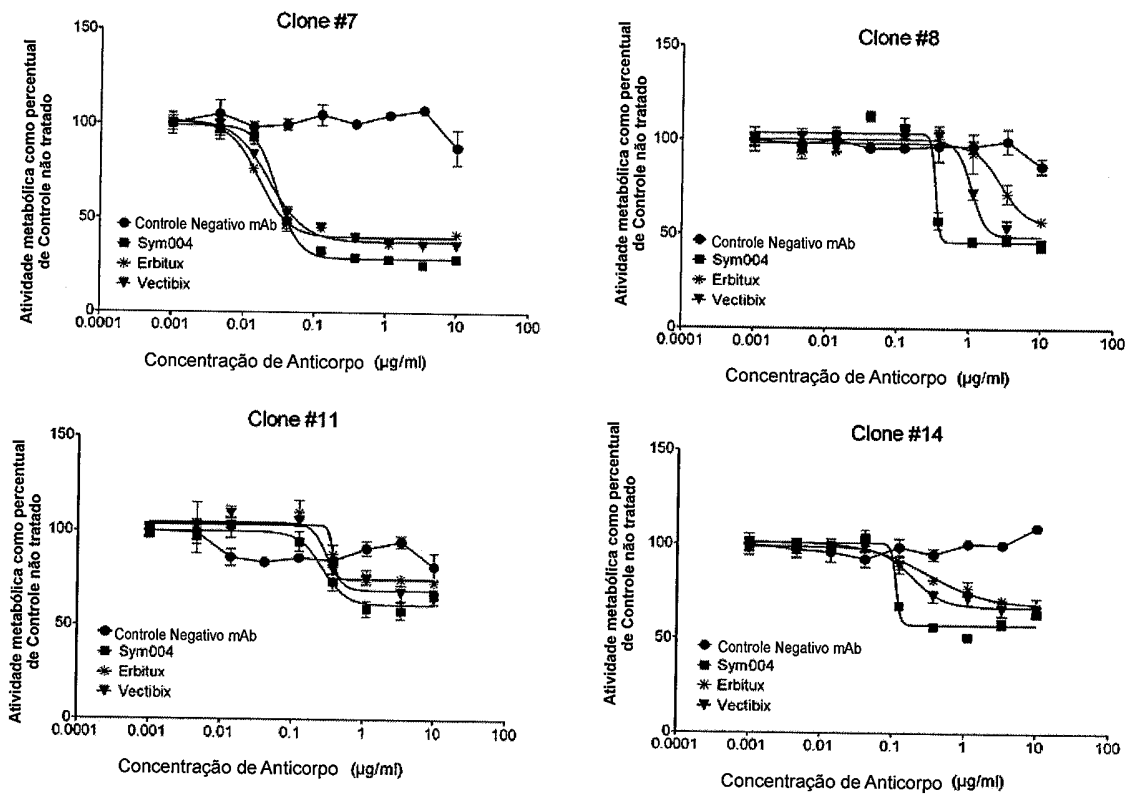 Clone #7
Atividade metabólica como percentual
de Controle não tratado
150
100
50
0
Controle Negativo mAb
Sym004
Erbitux
Vectibix
0.0001
0.001
0.01
0.1
1
10
100
Concentração de Anticorpo (µg/ml)
Clone #8
Atividade metabólica como percentual
de Controle não tratado
150
100
50
0
Controle Negativo mAb
Sym004
Erbitux
Vectibix
0.0001
0.001
0.01
0.1
1
10
100
Concentração de Anticorpo (µg/ml)
Clone #11
Atividade metabólica como percentual
de Controle não tratado
150
100
50
0
Controle Negativo mAb
Sym004
Erbitux
Vectibix
0.0001
0.001
0.01
0.1
1
10
100
Concentração de Anticorpo (µg/ml)
Clone #14
Atividade metabólica como percentual
de Controle não tratado
150
100
50
0
Controle Negativo mAb
Sym004
Erbitux
Vectibix
0.0001
0.001
0.01
0.1
1
10
100
Concentração de Anticorpo (µg/ml)